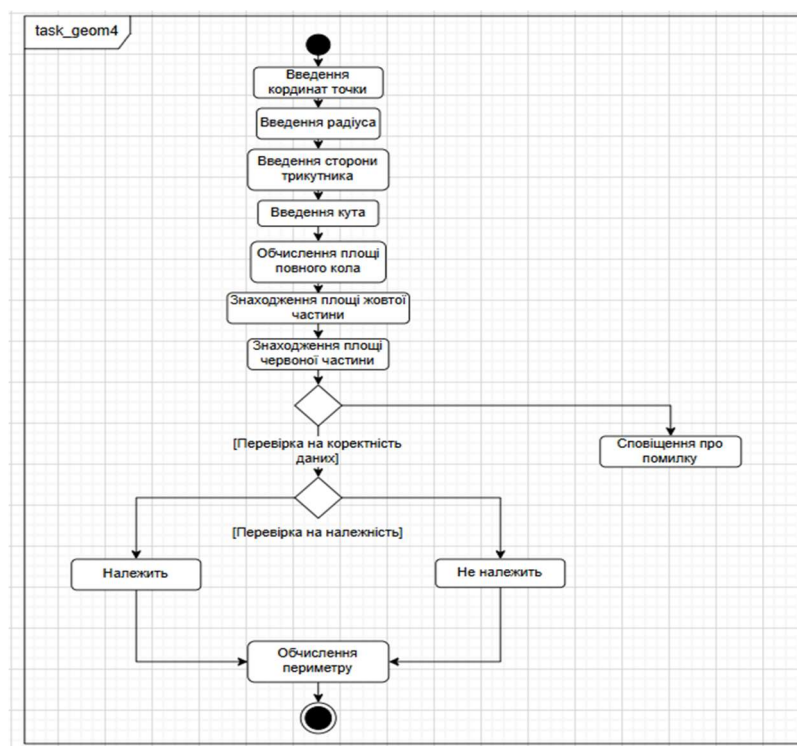 task_geom4
Введення
кординат точки
Введення радіуса
Введення сторони
трикутника
Введення кута
Обчислення площі
повного кола
Знаходження площі жовтої
частини
Знаходження площі
червоної частини
[Перевірка на коректність
даних]
Сповіщення про
помилку
[Перевірка на належність]
Належить
Не належить
Обчислення
периметру